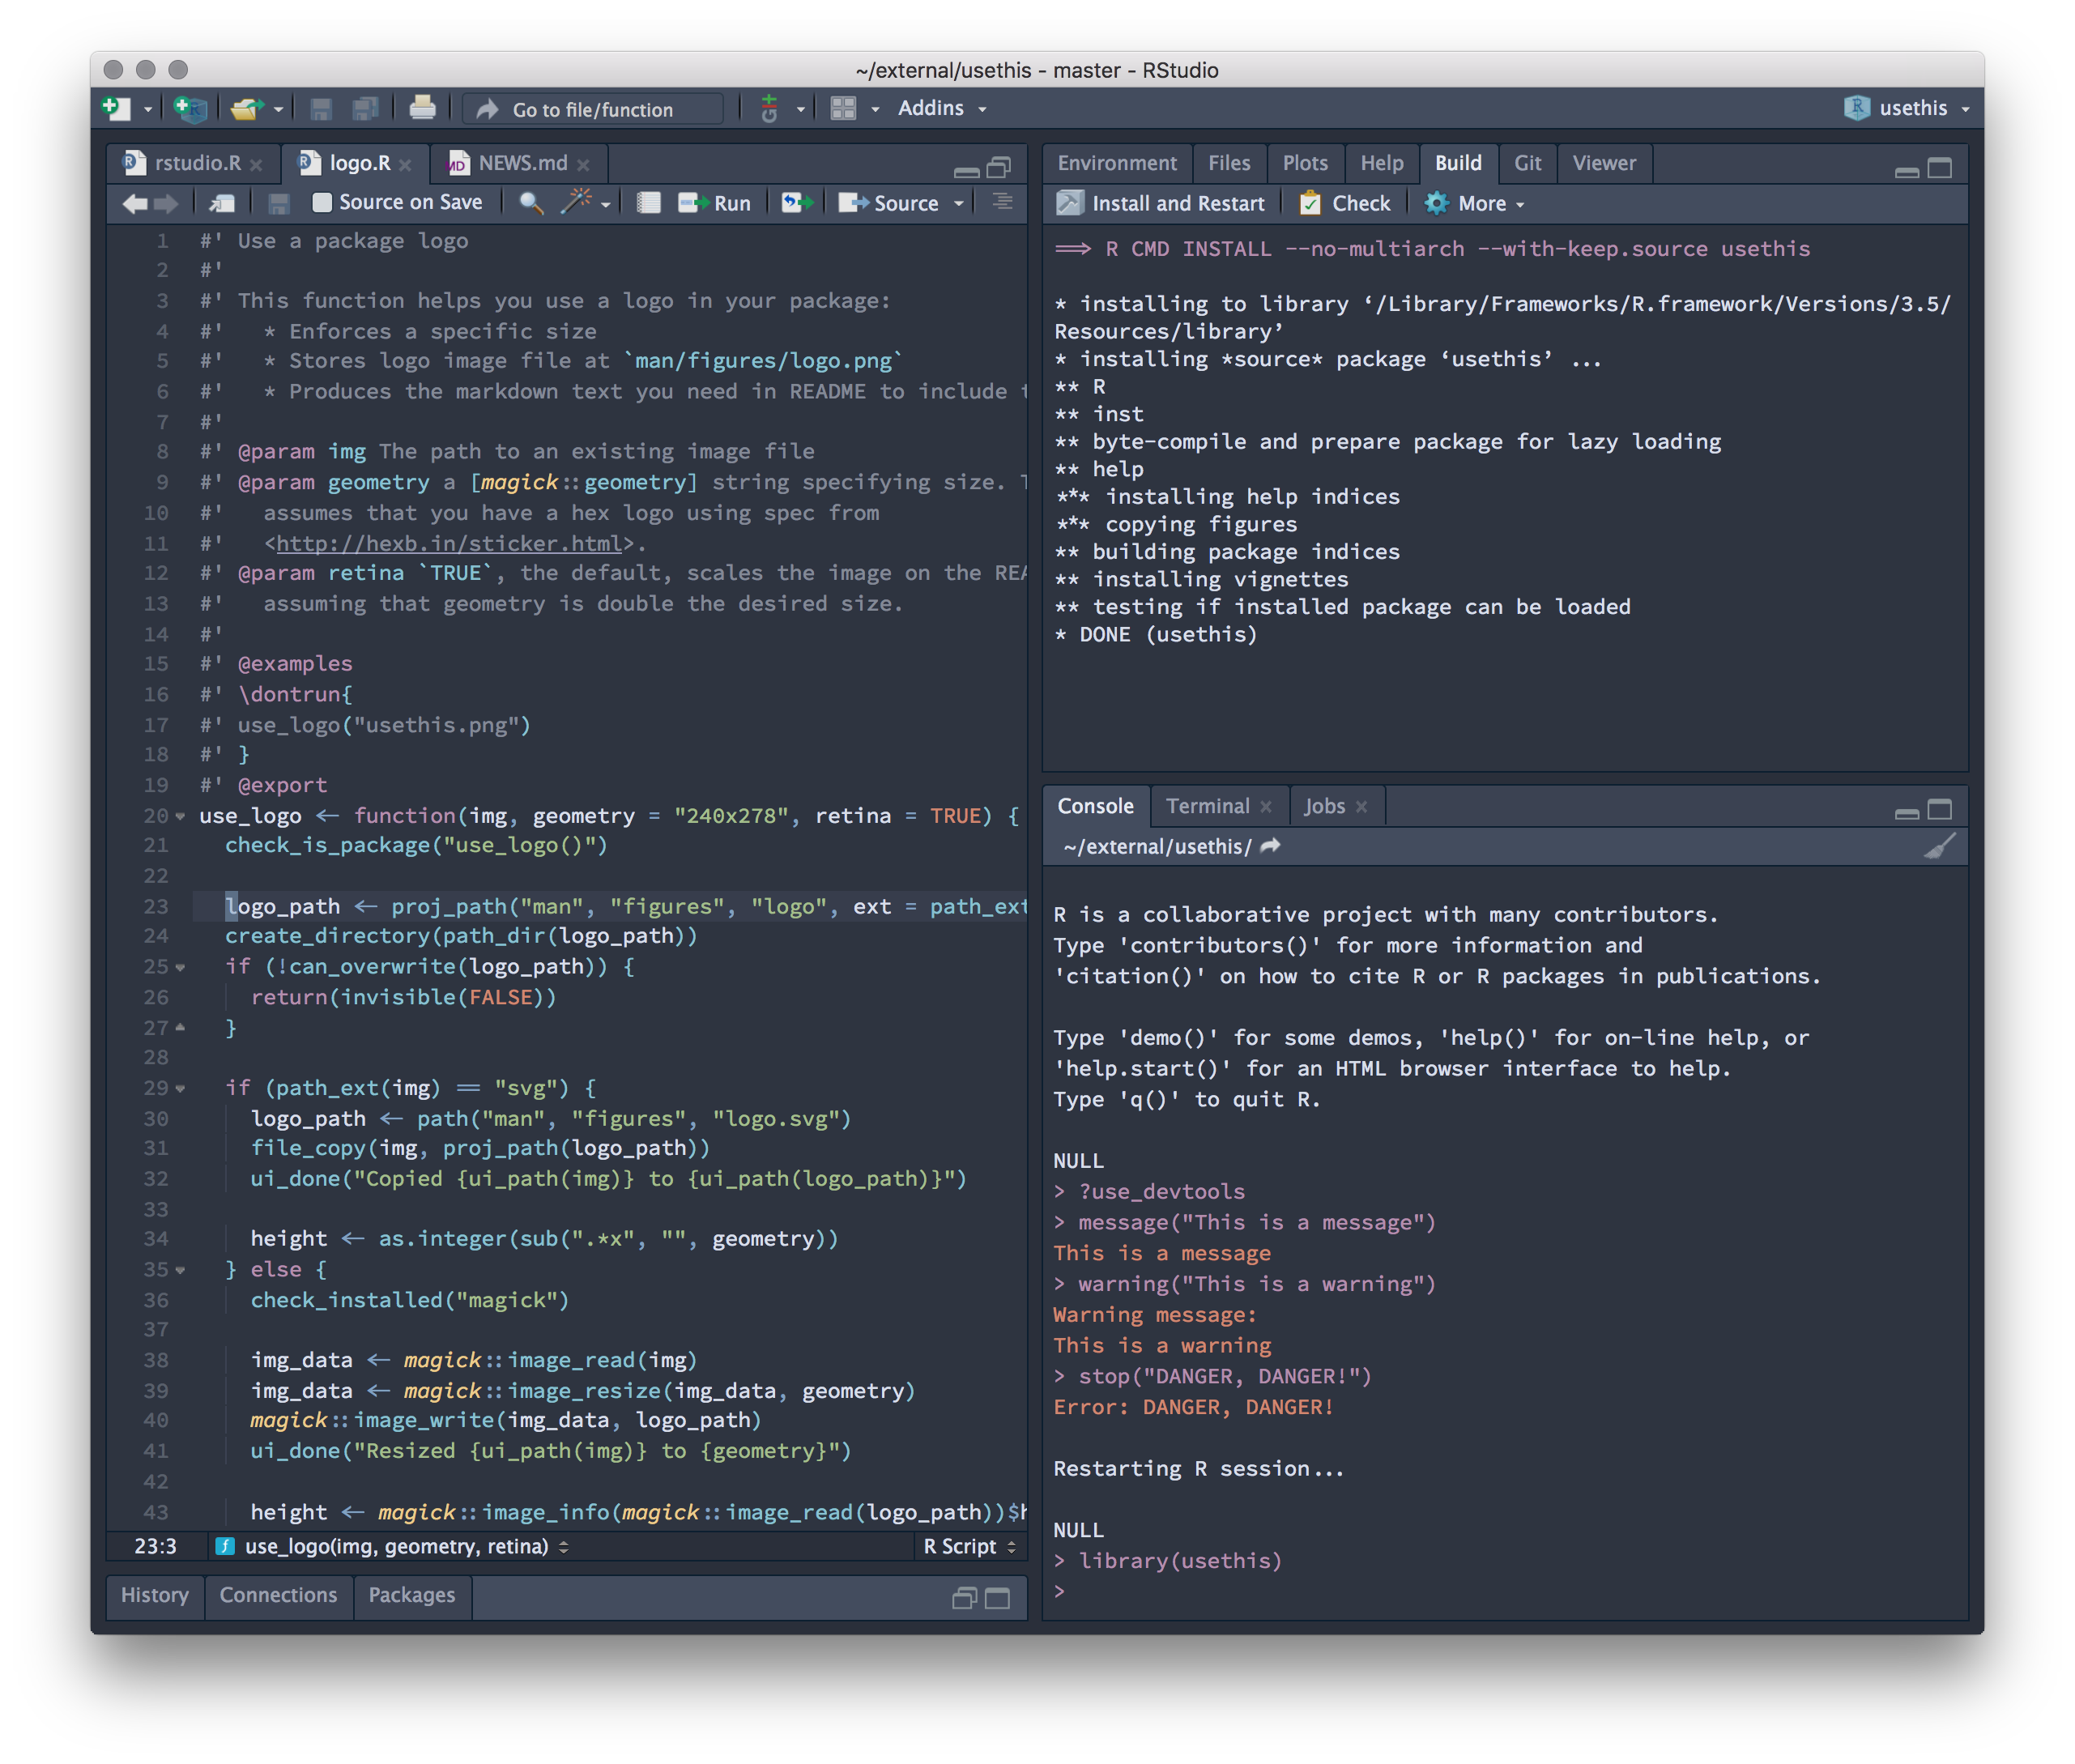 ~/external/usethis - master - RStudio
Go to file/function
Addins
usethis
rstudio.R
logo.R
NEWS.md
Source on Save
Run
Source
1 #' Use a package logo
2 #'
3 #' This function helps you use a logo in your package:
4 #'   * Enforces a specific size
5 #'   * Stores logo image file at `man/figures/logo.png`
6 #'   * Produces the markdown text you need in README to include
7 #'
8 #' @param img The path to an existing image file
9 #' @param geometry a [magick::geometry] string specifying size.
10 #'   assumes that you have a hex logo using spec from
11 #'   <http://hexb.in/sticker.html>.
12 #' @param retina `TRUE`, the default, scales the image on the REA
13 #'   assuming that geometry is double the desired size.
14 #'
15 #' @examples
16 #' \dontrun{
17 #' use_logo("usethis.png")
18 #' }
19 #' @export
20 use_logo <- function(img, geometry = "240x278", retina = TRUE) {
21   check_is_package("use_logo()")
22
23   logo_path <- proj_path("man", "figures", "logo", ext = path_ext
24   create_directory(path_dir(logo_path))
25   if (!can_overwrite(logo_path)) {
26     return(invisible(FALSE))
27   }
28
29   if (path_ext(img) == "svg") {
30     logo_path <- path("man", "figures", "logo.svg")
31     file_copy(img, proj_path(logo_path))
32     ui_done("Copied {ui_path(img)} to {ui_path(logo_path)}")
33
34     height <- as.integer(sub(".*x", "", geometry))
35   } else {
36     check_installed("magick")
37
38     img_data <- magick::image_read(img)
39     img_data <- magick::image_resize(img_data, geometry)
40     magick::image_write(img_data, logo_path)
41     ui_done("Resized {ui_path(img)} to {geometry}")
42
43     height <- magick::image_info(magick::image_read(logo_path))$h
23:3
use_logo(img, geometry, retina)
R Script
History
Connections
Packages
Environment
Files
Plots
Help
Build
Git
Viewer
Install and Restart
Check
More
==> R CMD INSTALL --no-multiarch --with-keep.source usethis
* installing to library ‘/Library/Frameworks/R.framework/Versions/3.5/
Resources/library’
* installing *source* package ‘usethis’ ...
** R
** inst
** byte-compile and prepare package for lazy loading
** help
*** installing help indices
*** copying figures
** building package indices
** installing vignettes
** testing if installed package can be loaded
* DONE (usethis)
Console
Terminal
Jobs
~/external/usethis/
R is a collaborative project with many contributors.
Type 'contributors()' for more information and
'citation()' on how to cite R or R packages in publications.
Type 'demo()' for some demos, 'help()' for on-line help, or
'help.start()' for an HTML browser interface to help.
Type 'q()' to quit R.
NULL
> ?use_devtools
> message("This is a message")
This is a message
> warning("This is a warning")
Warning message:
This is a warning
> stop("DANGER, DANGER!")
Error: DANGER, DANGER!
Restarting R session...
NULL
> library(usethis)
>